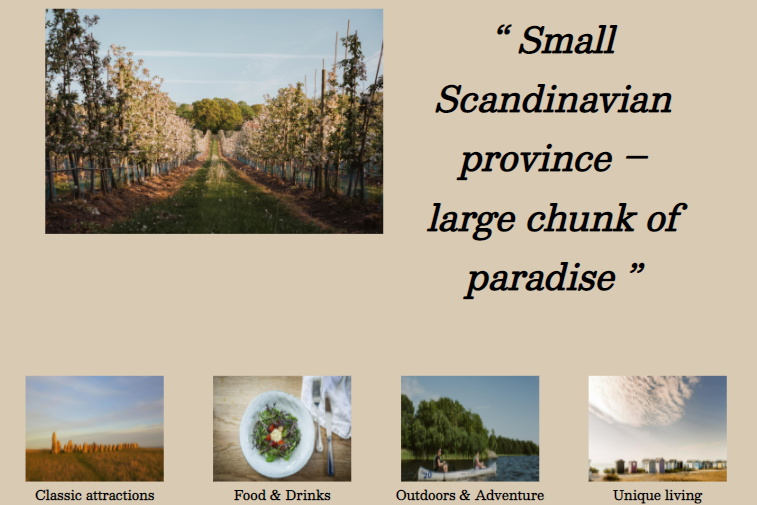 “ Small
Scandinavian
province –
large chunk of
paradise ”
Classic attractions
Food & Drinks
Outdoors & Adventure
Unique living